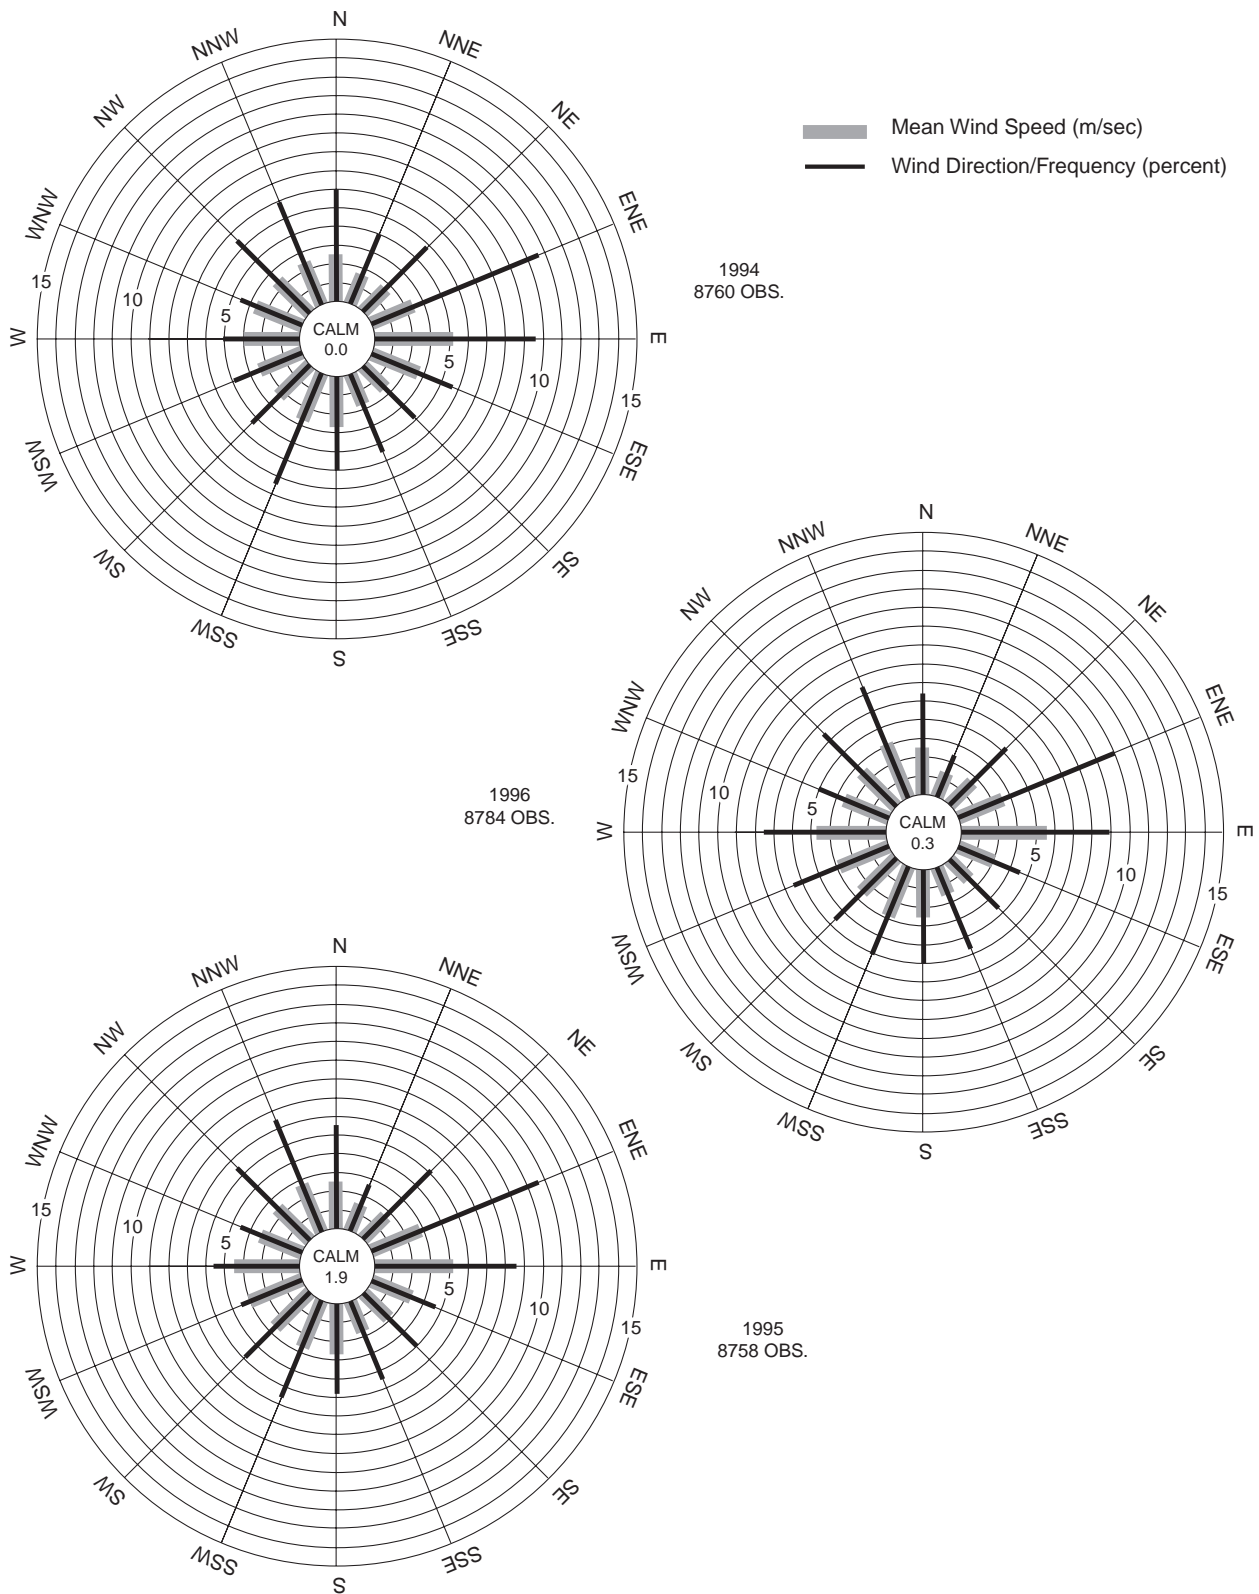 N
NNW
NNE
NW
NE
WNW
ENE
15
10
5
W
CALM
0.0
E
5
10
15
WSW
ESE
SW
SE
SSW
SSE
S
Mean Wind Speed (m/sec)
Wind Direction/Frequency (percent)
1994
8760 OBS.
N
NNW
NNE
NW
NE
WNW
ENE
15
10
5
W
CALM
0.3
E
5
10
15
WSW
ESE
SW
SE
SSW
SSE
S
1996
8784 OBS.
N
NNW
NNE
NW
NE
WNW
ENE
15
10
5
W
CALM
1.9
E
5
10
15
WSW
ESE
SW
SE
SSW
SSE
S
1995
8758 OBS.